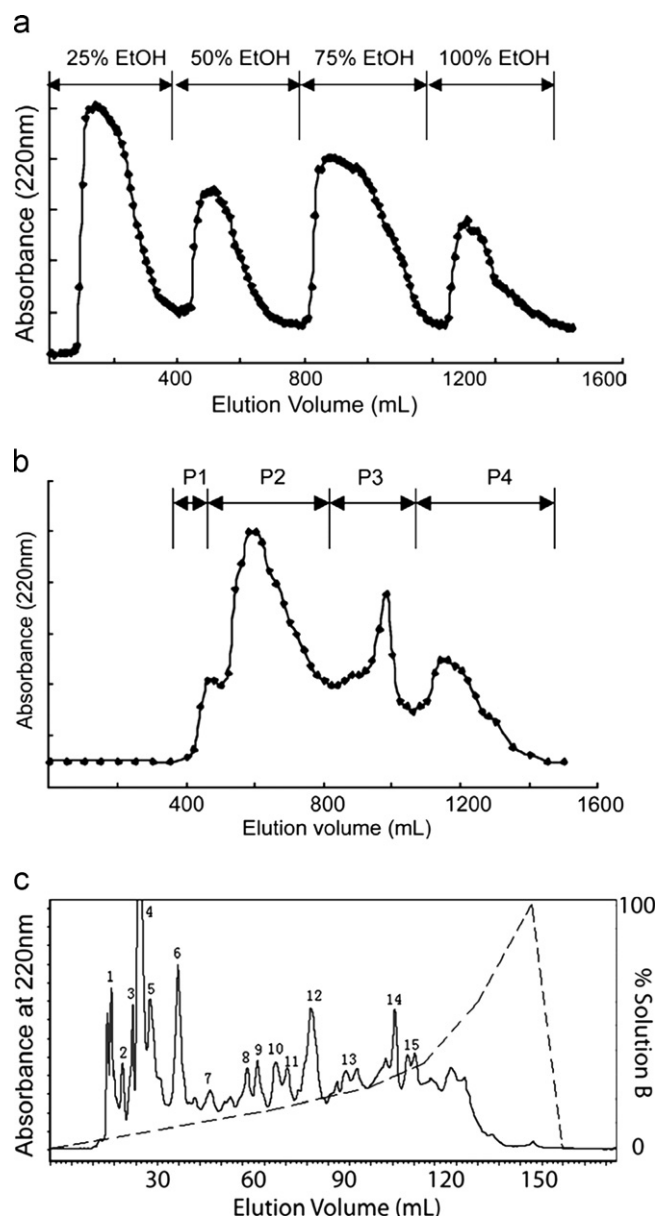 a
25% EtOH 50% EtOH 75% EtOH 100% EtOH
Absorbance (220nm)
400 800 1200 1600
Elution Volume (mL)
b
P1 P2 P3 P4
Absorbance (220nm)
400 800 1200 1600
Elution volume (mL)
c
1 2 3 4 5 6 7 8 9 10 11 12 13 14 15
Absorbance at 220nm
100
% Solution B
0
30 60 90 120 150
Elution Volume (mL)